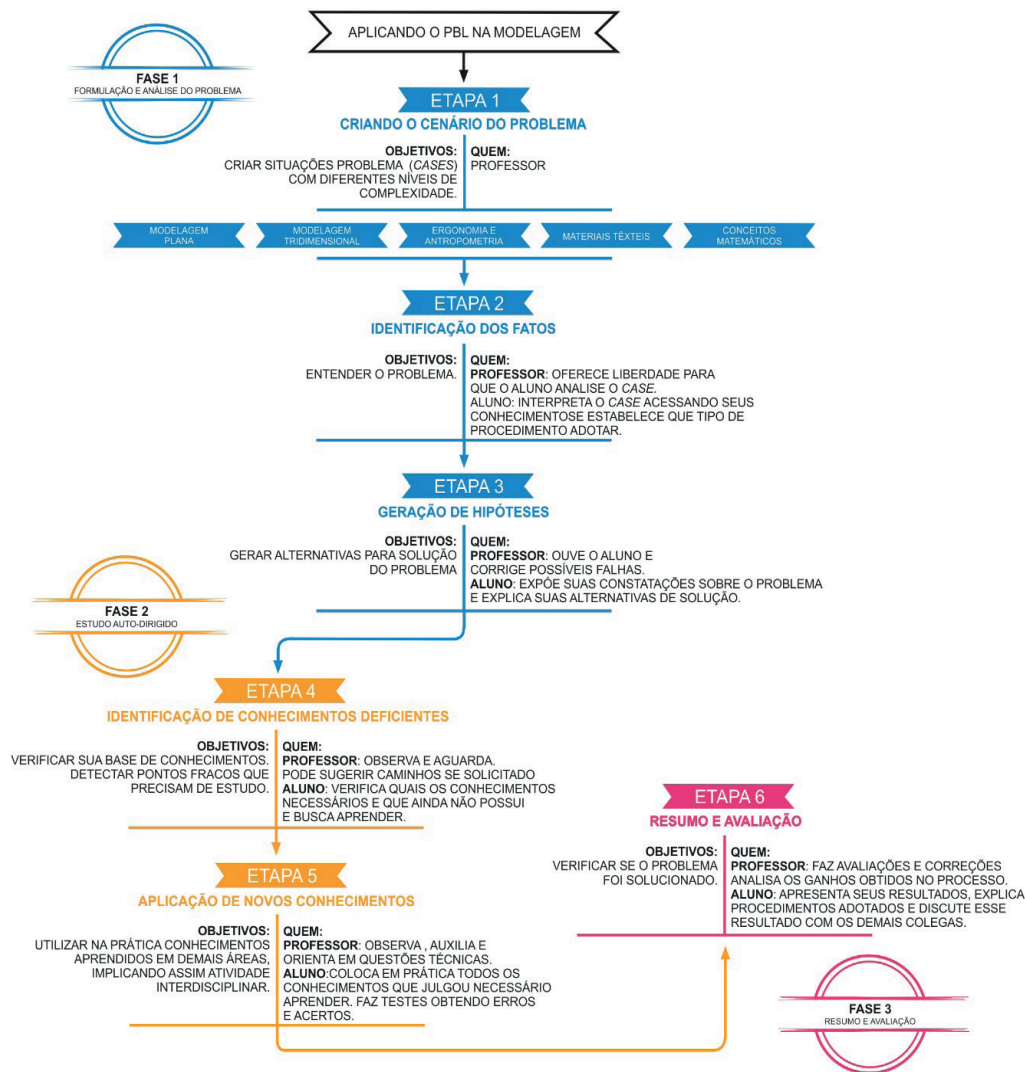 APLICANDO O PBL NA MODELAGEM
FASE 1
FORMULAÇÃO E ANÁLISE DO PROBLEMA
ETAPA 1
CRIANDO O CENÁRIO DO PROBLEMA
OBJETIVOS:
CRIAR SITUAÇÕES PROBLEMA (CASES)
COM DIFERENTES NÍVEIS DE
COMPLEXIDADE.
QUEM:
PROFESSOR
MODELAGEM
PLANA
MODELAGEM
TRIDIMENSIONAL
ERGONOMIA E
ANTROPOMETRIA
MATERIAIS TÊXTEIS
CONCEITOS
MATEMÁTICOS
ETAPA 2
IDENTIFICAÇÃO DOS FATOS
OBJETIVOS:
ENTENDER O PROBLEMA.
QUEM:
PROFESSOR: OFERECE LIBERDADE PARA
QUE O ALUNO ANALISE O CASE.
ALUNO: INTERPRETA O CASE ACESSANDO SEUS
CONHECIMENTOSE ESTABELECE QUE TIPO DE
PROCEDIMENTO ADOTAR.
ETAPA 3
GERAÇÃO DE HIPÓTESES
OBJETIVOS:
GERAR ALTERNATIVAS PARA SOLUÇÃO
DO PROBLEMA
QUEM:
PROFESSOR: OUVE O ALUNO E
CORRIGE POSSÍVEIS FALHAS.
ALUNO: EXPÓE SUAS CONSTATAÇÕES SOBRE O PROBLEMA
E EXPLICA SUAS ALTERNATIVAS DE SOLUÇÃO.
FASE 2
ESTUDO AUTO-DIRIGIDO
ETAPA 4
IDENTIFICAÇÃO DE CONHECIMENTOS DEFICIENTES
OBJETIVOS:
VERIFICAR SUA BASE DE CONHECIMENTOS.
DETECTAR PONTOS FRACOS QUE
PRECISAM DE ESTUDO.
QUEM:
PROFESSOR: OBSERVA E AGUARDA.
PODE SUGERIR CAMINHOS SE SOLICITADO
ALUNO: VERIFICA QUAIS OS CONHECIMENTOS
NECESSÁRIOS E QUE AINDA NÃO POSSUI
E BUSCA APRENDER.
ETAPA 5
APLICAÇÃO DE NOVOS CONHECIMENTOS
OBJETIVOS:
UTILIZAR NA PRÁTICA CONHECIMENTOS
APRENDIDOS EM DEMAIS ÁREAS,
IMPLICANDO ASSIM ATIVIDADE
INTERDISCIPLINAR.
QUEM:
PROFESSOR: OBSERVA , AUXILIA E
ORIENTA EM QUESTÕES TÉCNICAS.
ALUNO:COLOCA EM PRÁTICA TODOS OS
CONHECIMENTOS QUE JULGOU NECESSÁRIO
APRENDER. FAZ TESTES OBTENDO ERROS
E ACERTOS.
ETAPA 6
RESUMO E AVALIAÇÃO
OBJETIVOS:
VERIFICAR SE O PROBLEMA
FOI SOLUCIONADO.
QUEM:
PROFESSOR: FAZ AVALIAÇÕES E CORREÇÕES
ANALISA OS GANHOS OBTIDOS NO PROCESSO.
ALUNO: APRESENTA SEUS RESULTADOS, EXPLICA
PROCEDIMENTOS ADOTADOS E DISCUTE ESSE
RESULTADO COM OS DEMAIS COLEGAS.
FASE 3
RESUMO E AVALIAÇÃO